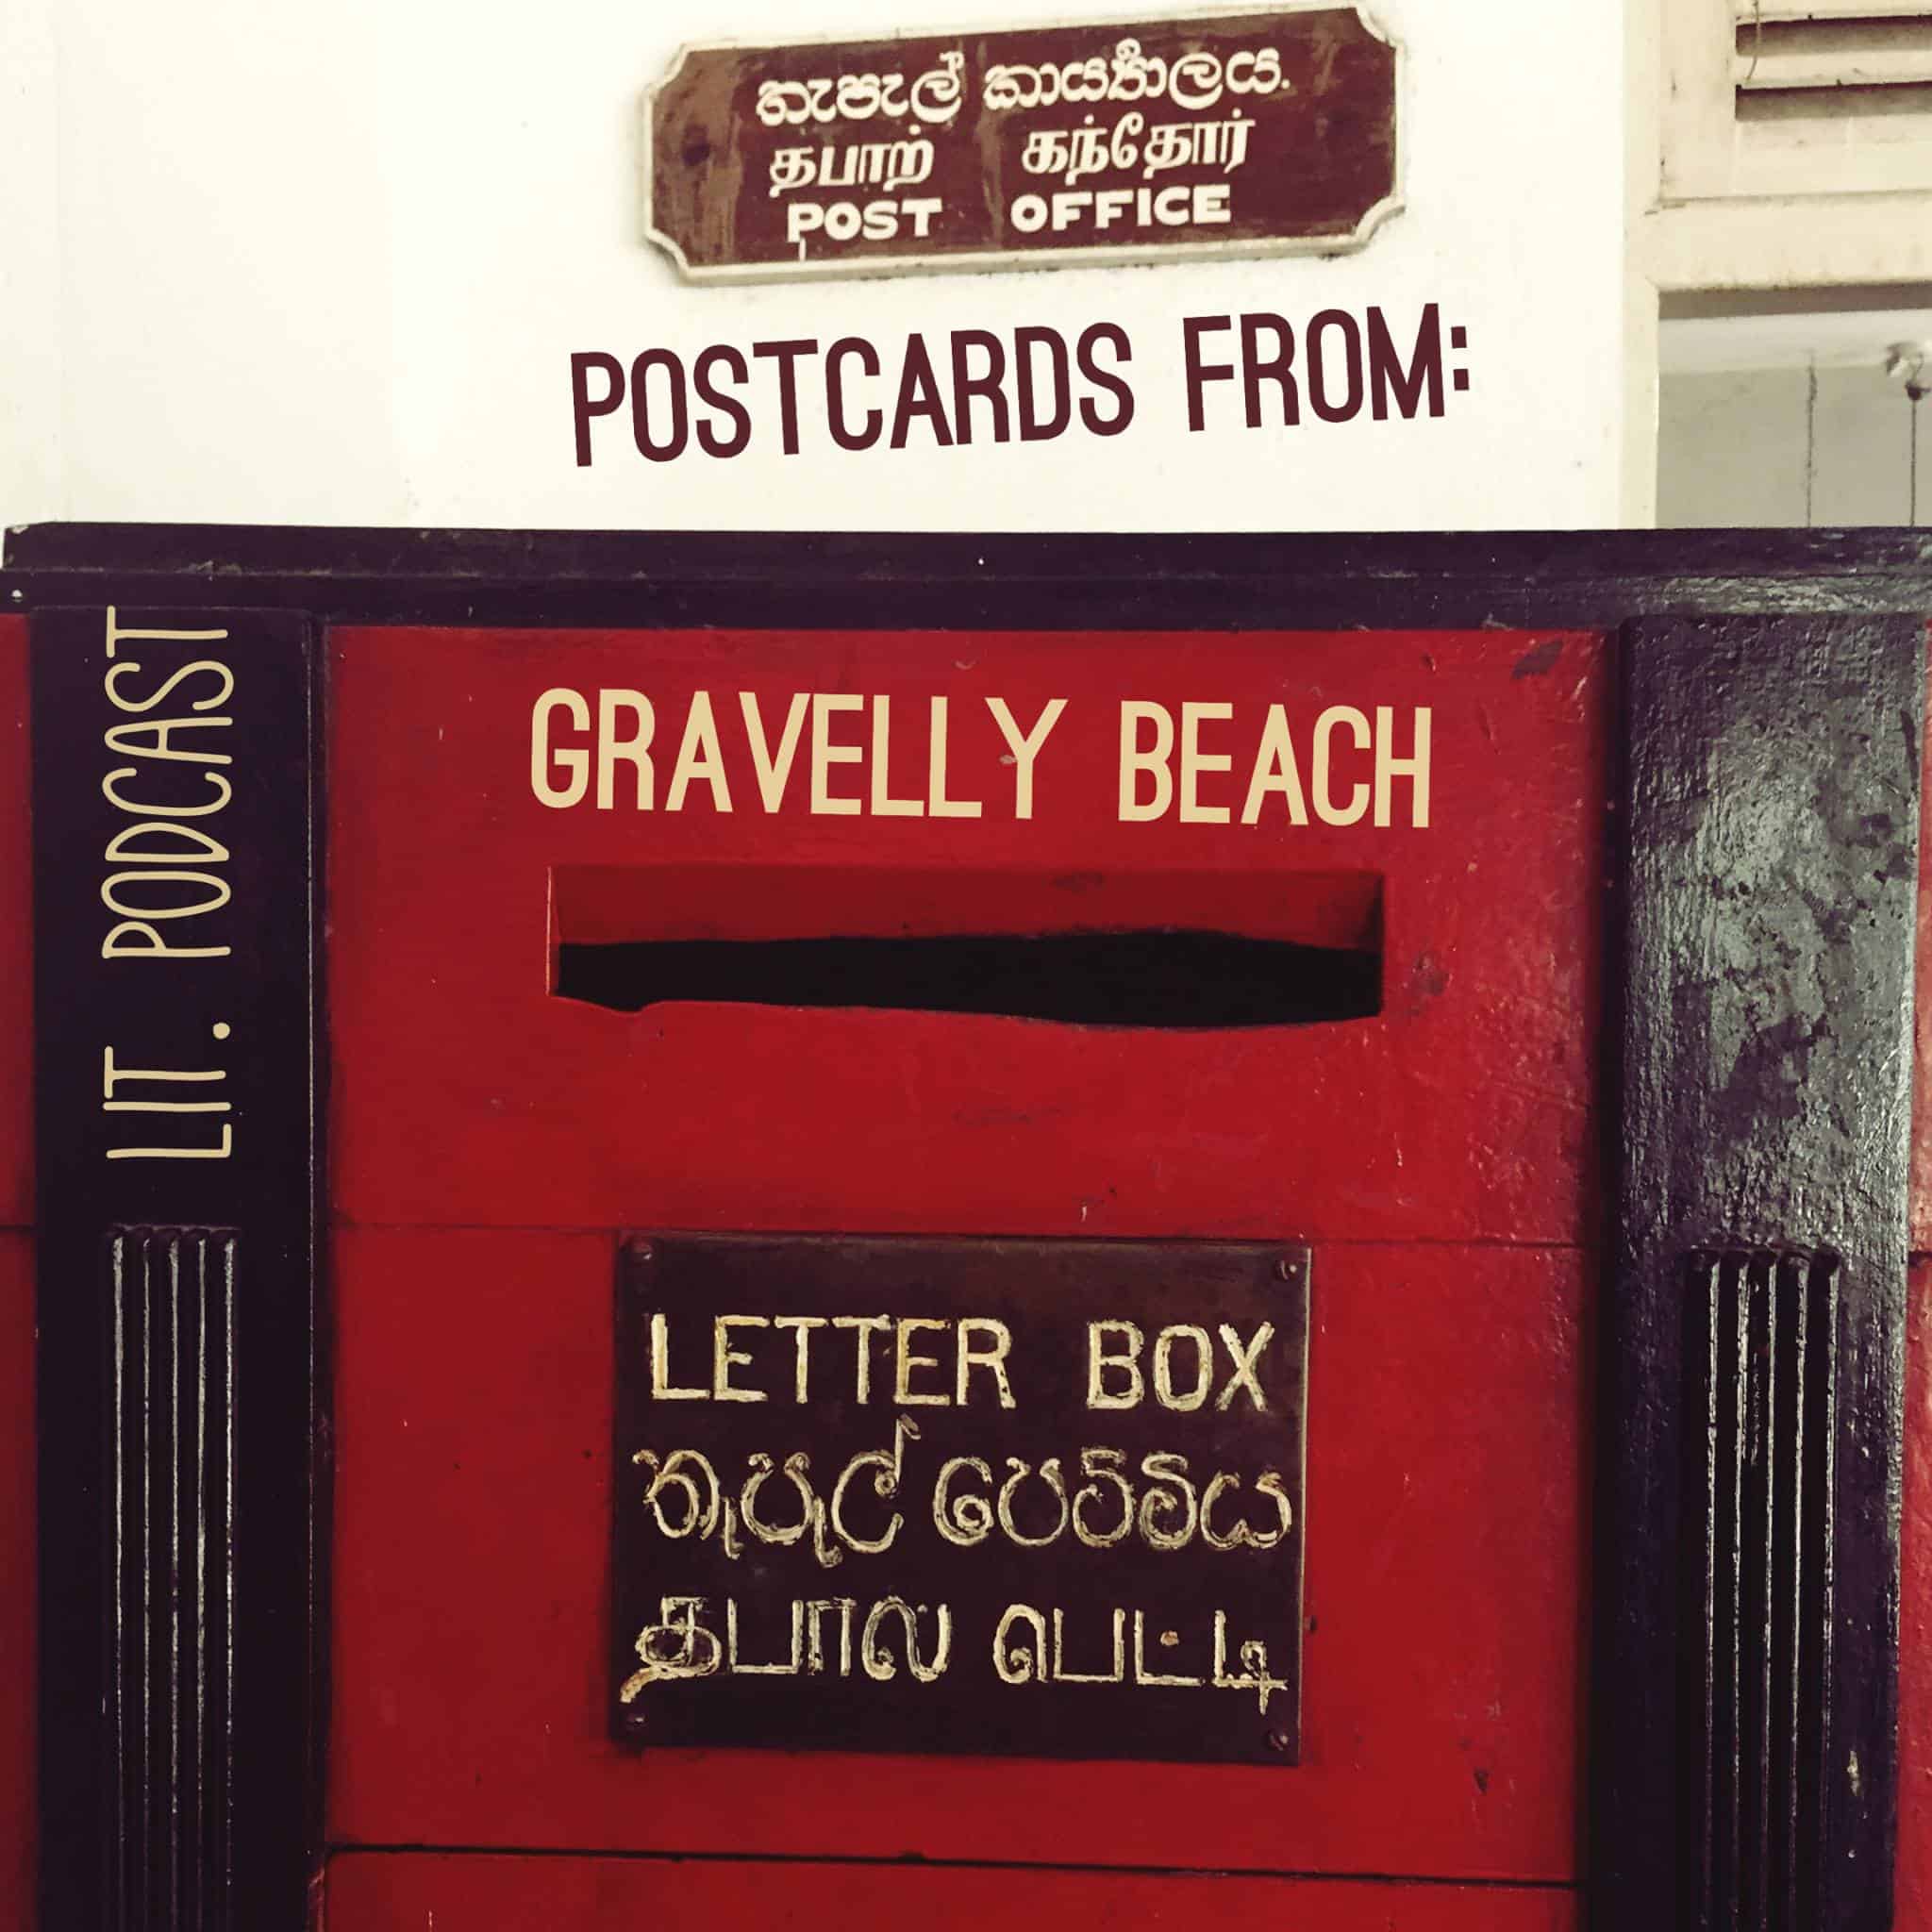 තැපැල් කාර්‍ය්‍යාලය.
தபாற் கந்தோர்
POST OFFICE
POSTCARDS FROM:
GRAVELLY BEACH
LIT. PODCAST
LETTER BOX
තැපැල් පෙට්ටිය
தபால் பெட்டி